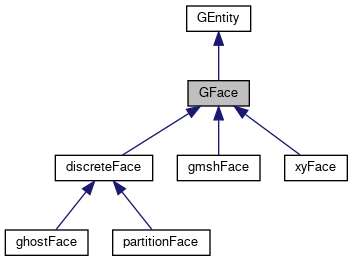 GEntity
GFace
discreteFace
gmshFace
xyFace
ghostFace
partitionFace